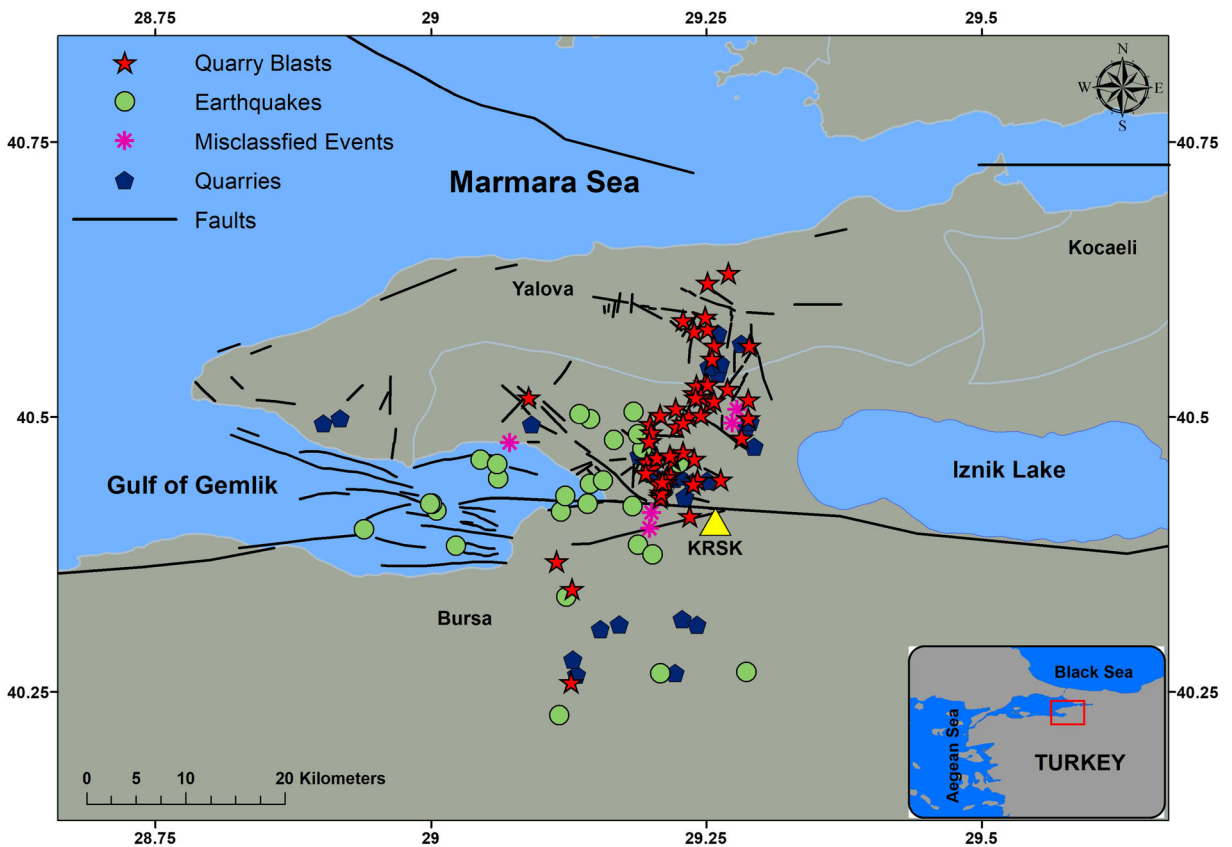 28.75 29 29.25 29.5
Quarry Blasts
Earthquakes
Misclassfied Events
Quarries
Faults
N
W E
S
40.75 40.75
Marmara Sea
Kocaeli
Yalova
40.5 40.5
Gulf of Gemlik
Iznik Lake
KRSK
Bursa
40.25 40.25
Black Sea
Aegean Sea
TURKEY
0 5 10 20 Kilometers
28.75 29 29.25 29.5